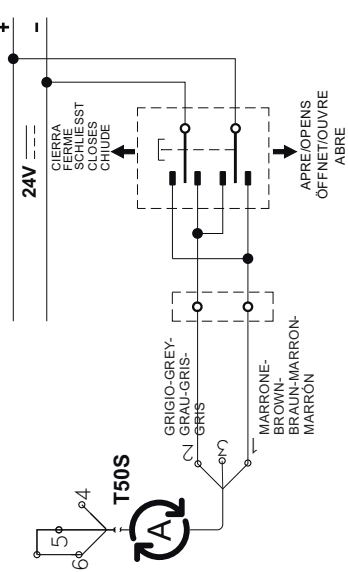 +
-
24V
CIERRA
FERME
SCHLIESST
CLOSES
CHIUDE
APRE/OPENS
ÖFFNET/OUVRE
ABRE
GRIGIO-GREY-
GRAU-GRIS-
GRIS
MARRONE-
BROWN-
BRAUN-MARRON-
MARRÓN
2
3
1
T50S
A
4
5
6